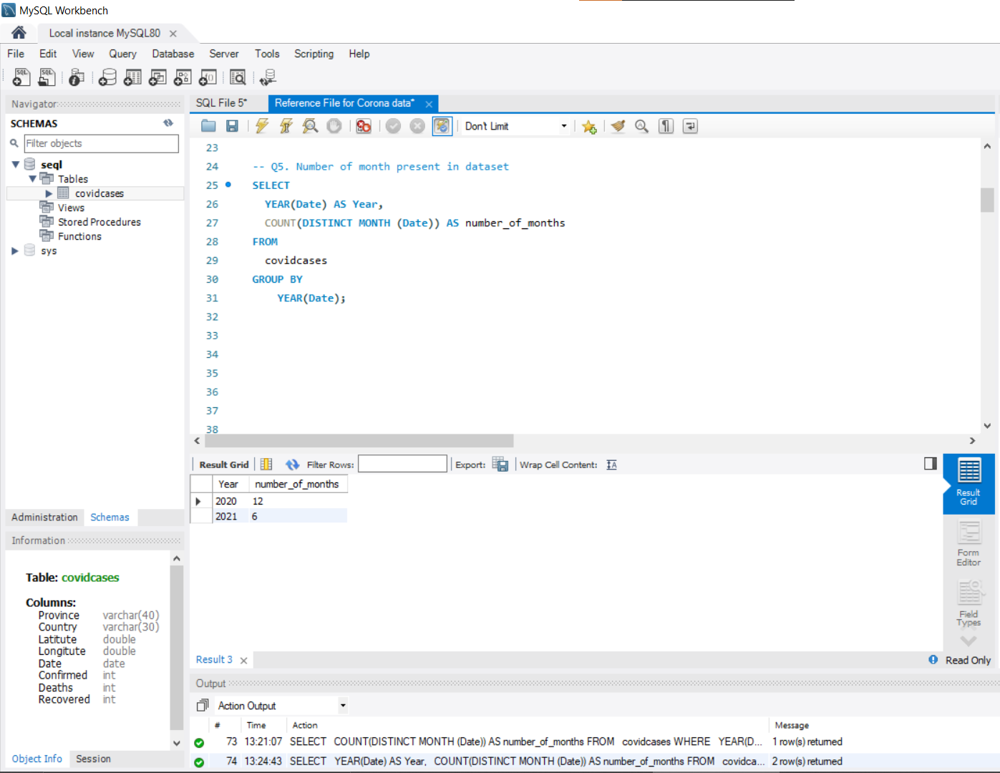 MySQL Workbench
Local instance MySQL80
File Edit View Query Database Server Tools Scripting Help
Navigator
SCHEMAS
Filter objects
seql
Tables
covidcases
Views
Stored Procedures
Functions
sys
Administration Schemas
Information
Table: covidcases
Columns:
Province varchar(40)
Country varchar(30)
Latitute double
Longitute double
Date date
Confirmed int
Deaths int
Recovered int
Object Info Session
SQL File 5* Reference File for Corona data*
Don't Limit
23
24 -- Q5. Number of month present in dataset
25 SELECT
26 YEAR(Date) AS Year,
27 COUNT(DISTINCT MONTH (Date)) AS number_of_months
28 FROM
29 covidcases
30 GROUP BY
31 YEAR(Date);
32
33
34
35
36
37
38
Result Grid Filter Rows: Export: Wrap Cell Content:
Year number_of_months
2020 12
2021 6
Result Grid
Form Editor
Field Types
Result 3 Read Only
Output
Action Output
# Time Action Message
73 13:21:07 SELECT COUNT(DISTINCT MONTH (Date)) AS number_of_months FROM covidcases WHERE YEAR(D... 1 row(s) returned
74 13:24:43 SELECT YEAR(Date) AS Year, COUNT(DISTINCT MONTH (Date)) AS number_of_months FROM covidca... 2 row(s) returned